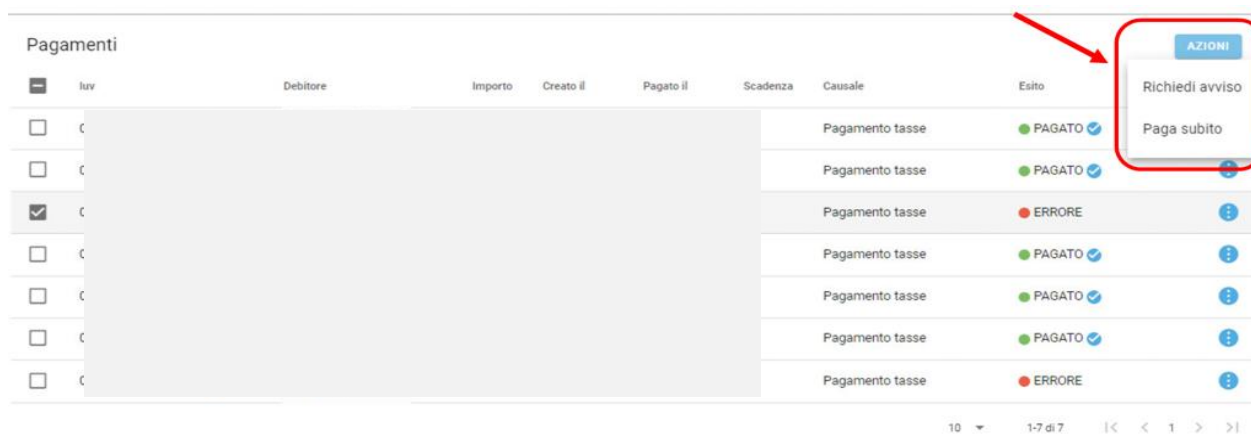 Pagamenti
AZIONI
Iuv Debitore Importo Creato il Pagato il Scadenza Causale Esito
Richiedi avviso
Pagamento tasse PAGATO
Paga subito
Pagamento tasse PAGATO
Pagamento tasse ERRORE
Pagamento tasse PAGATO
Pagamento tasse PAGATO
Pagamento tasse PAGATO
Pagamento tasse ERRORE
10 1-7 di 7 |< < 1 > >|